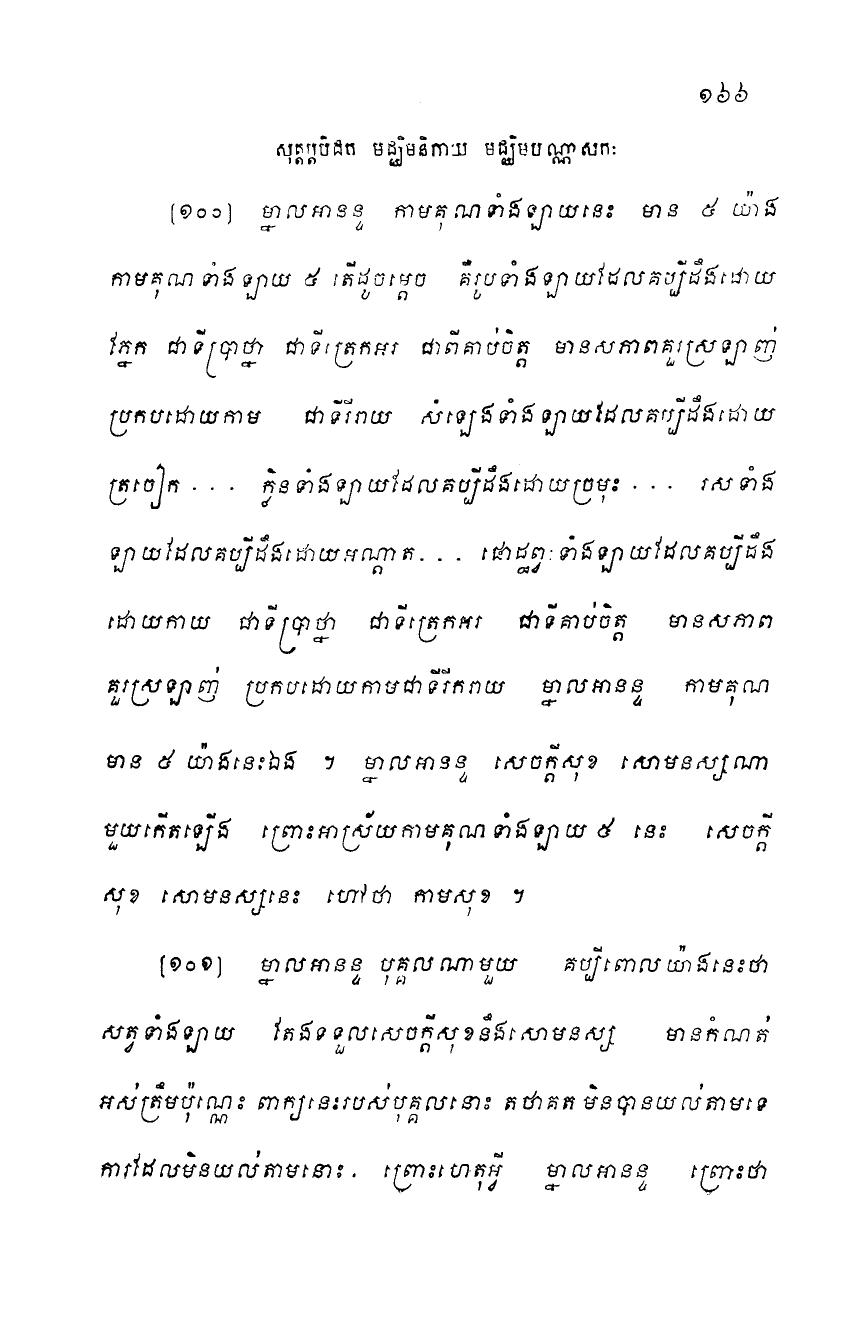 ១៦៦
សុត្តប្តបិដក មជ្ឈិមនិកាយ មជ្ឈិមបណ្ណាសកៈ
[១០០] ម្នាលអានន្ទ កាមគុណទាំងឡាយនេះ មាន ៥ យ៉ាង
កាមគុណទាំងឡាយ ៥ តើដូចម្តេច គឺរូបទាំងឡាយដែលគប្បីដឹងដោយ
ភ្នែក ជាទីប្រាថ្នា ជាទីត្រេកអរ ជាពីគាប់ចិត្ត មានសភាពគួរស្រឡាញ់
ប្រកបដោយកាម ជាទីរីរាយ សំឡេងទាំងឡាយដែលគប្បីដឹងដោយ
ត្រចៀក . . . ក្លិនទាំងឡាយដែលគប្បីដឹងដោយច្រមុះ . . . រសទាំង
ឡាយដែលគប្បីដឹងដោយអណ្តាត. . . ផោដ្ឋព្វៈទាំងឡាយដែលគប្បីដឹង
ដោយកាយ ជាទីប្រាថ្នា ជាទីត្រេកអរ ជាទីគាប់ចិត្ត មានសភាព
គួរស្រឡាញ់ ប្រកបដោយកាមជាទីរីករាយ ម្នាលអានន្ទ កាមគុណ
មាន ៥ យ៉ាងនេះឯង ។ ម្នាលអានន្ទ សេចក្តីសុខ សោមនស្សណា
មួយកើតឡើង ព្រោះអាស្រ័យកាមគុណទាំងឡាយ ៥ នេះ សេចក្តី
សុខ សោមនស្សនេះ ហៅថា កាមសុខ ។
[១០១] ម្នាលអានន្ទ បុគ្គលណាមួយ គប្បីពោលយ៉ាងនេះថា
សត្វទាំងឡាយ តែងទទួលសេចក្តីសុខនឹងសោមនស្ស មានកំណត់
អស់ត្រឹមប៉ុណ្ណេះ ពាក្យនេះរបស់បុគ្គលនោះ តថាគតមិនបានយល់តាមទេ
ការដែលមិនយល់តាមនោះ. ព្រោះហេតុអ្វី ម្នាលអានន្ទ ព្រោះថា